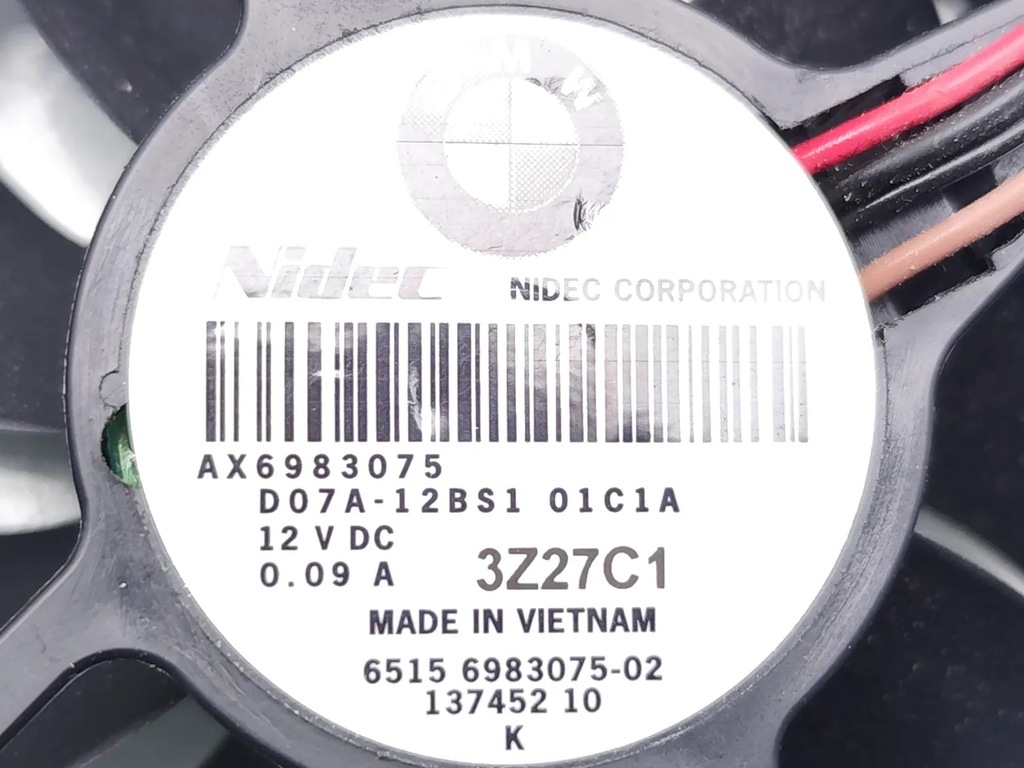 BMW
Nidec NIDEC CORPORATION
AX6983075
D07A-12BS1 01C1A
12 V DC
0.09 A 3Z27C1
MADE IN VIETNAM
6515 6983075-02
137452 10
K